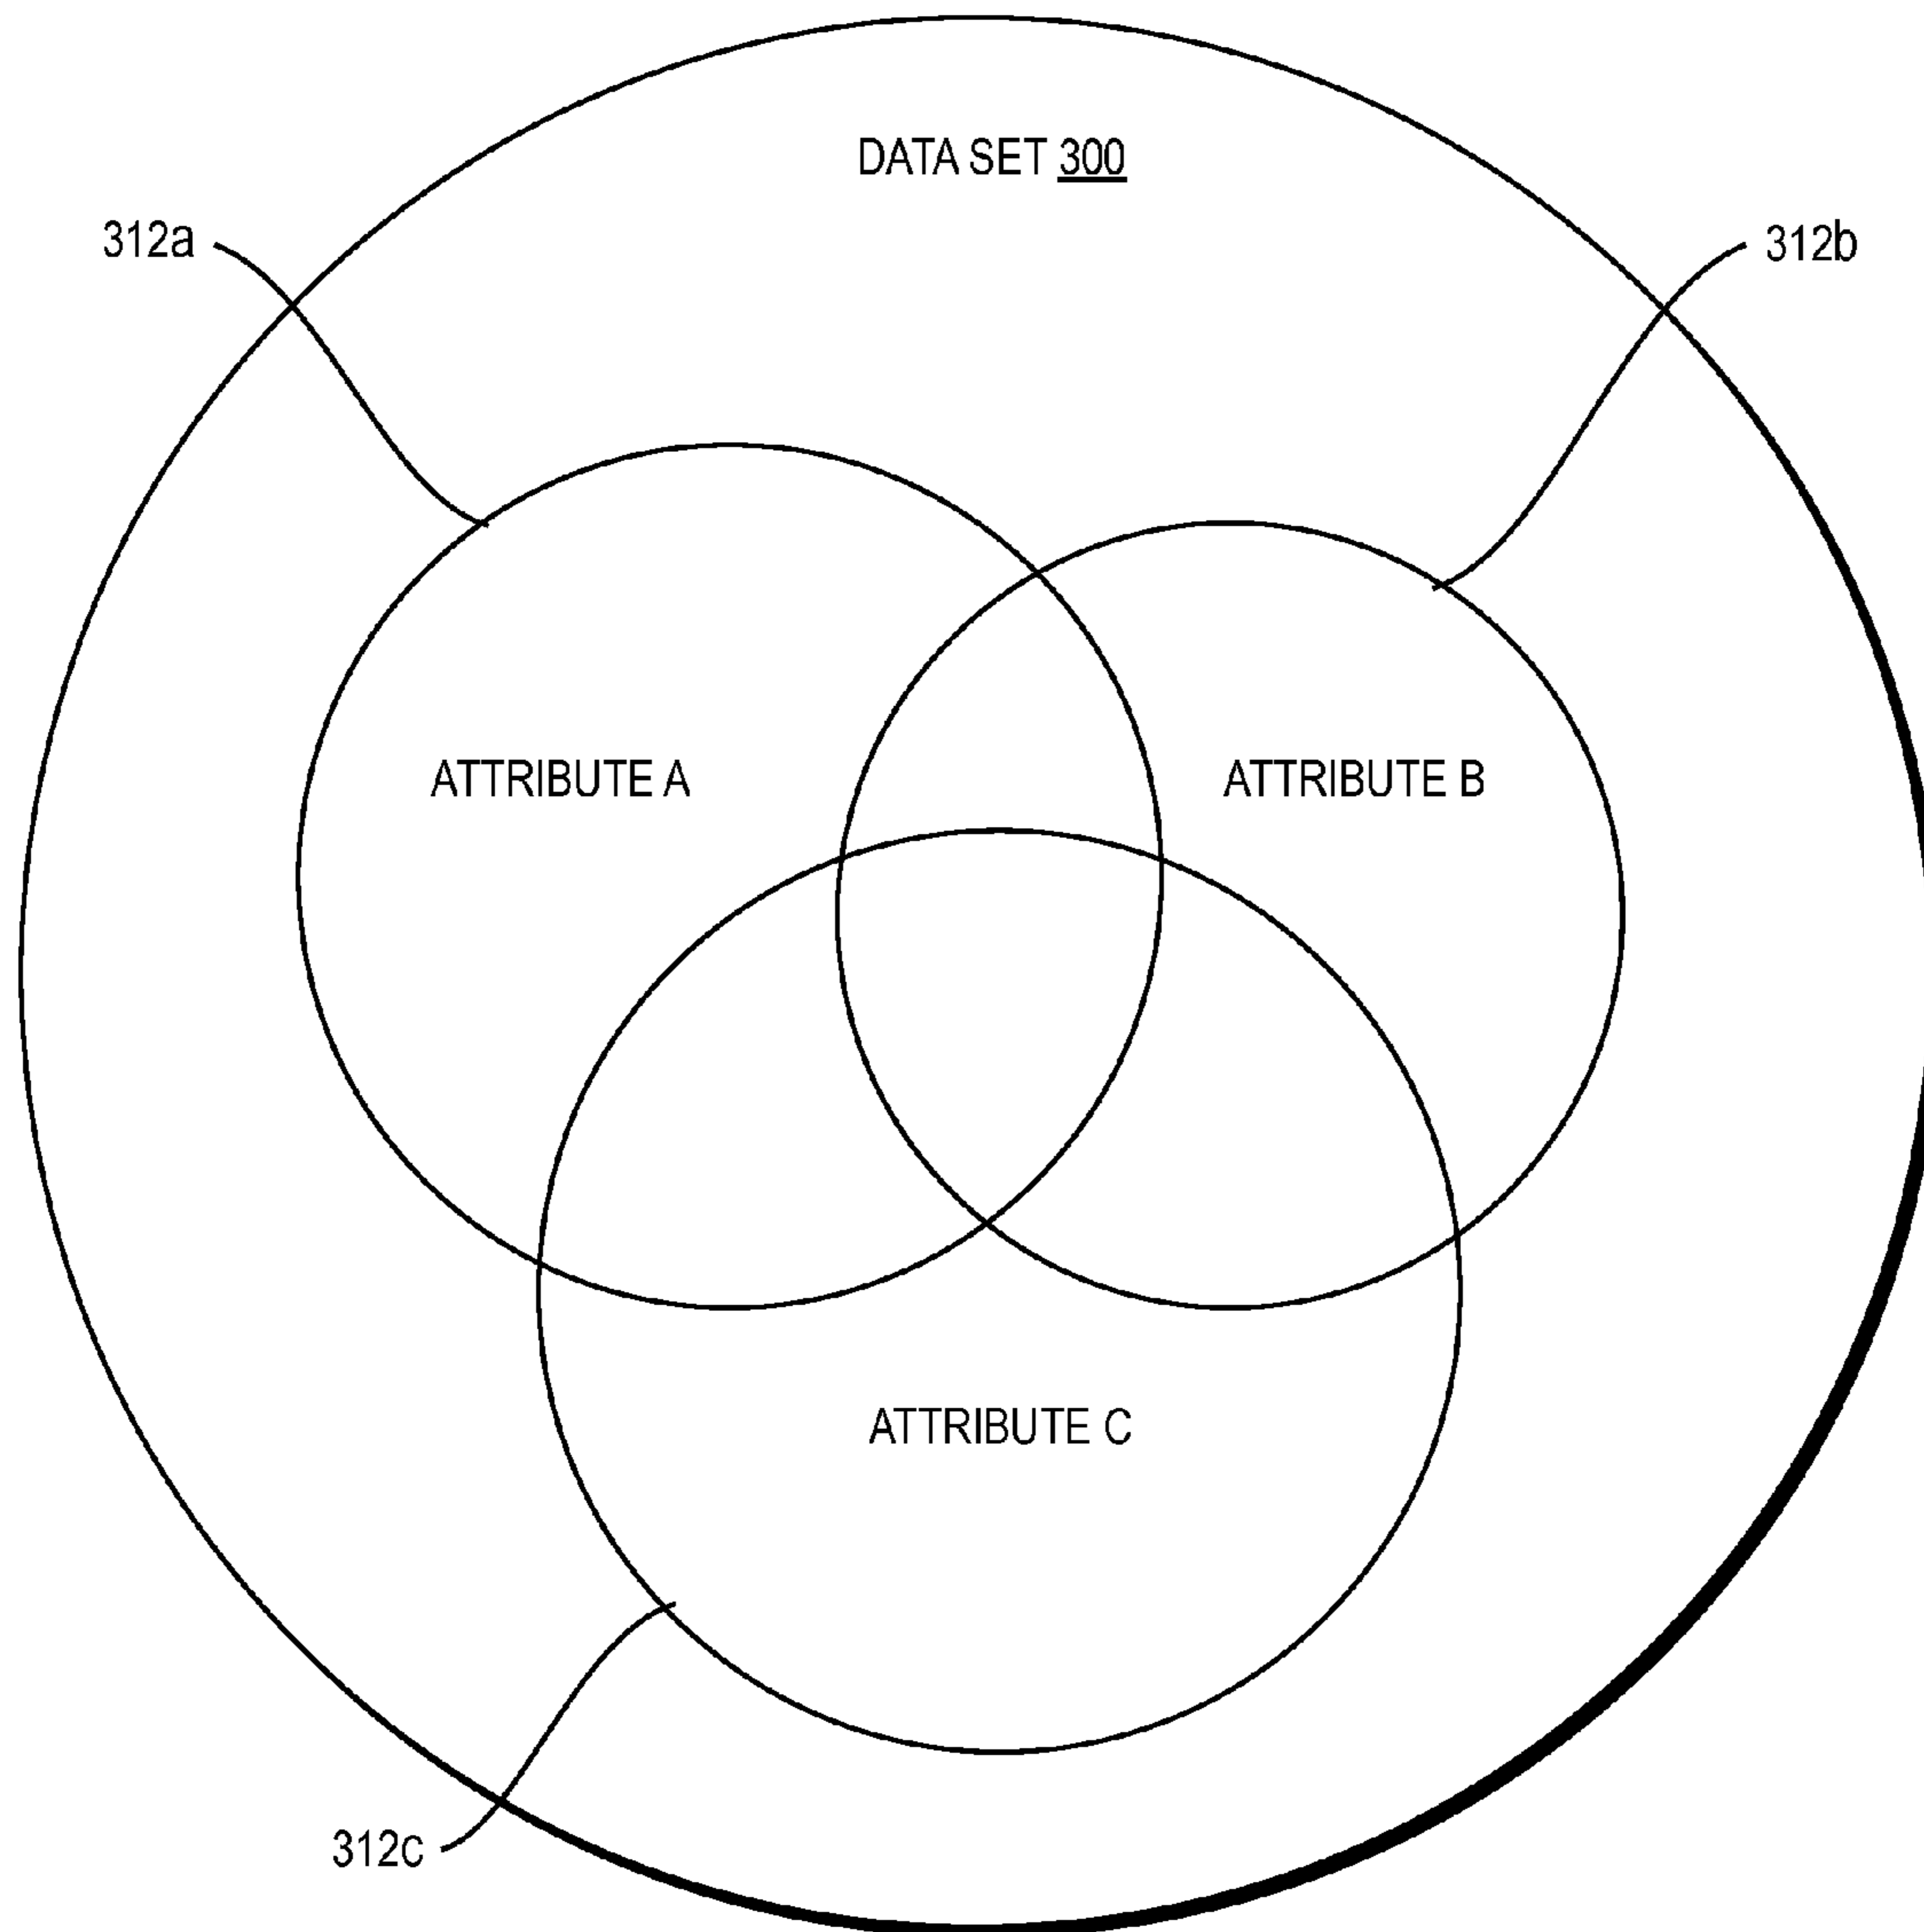 DATA SET 300
312a
312b
ATTRIBUTE A
ATTRIBUTE B
ATTRIBUTE C
312c